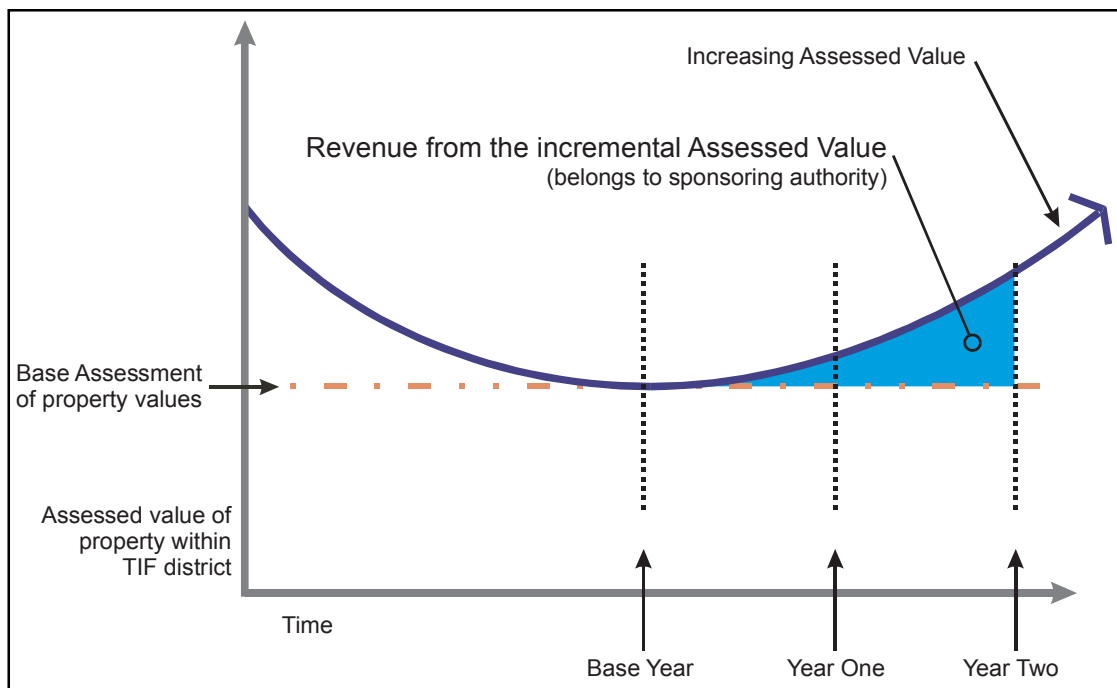 Increasing Assessed Value
Revenue from the incremental Assessed Value
(belongs to sponsoring authority)
Base Assessment
of property values
Assessed value of
property within
TIF district
Time
Base Year
Year One
Year Two